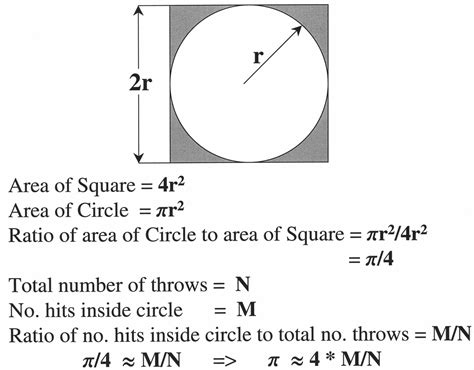 r
2r
Area of Square = 4r²
Area of Circle = πr²
Ratio of area of Circle to area of Square = πr²/4r²
= π/4
Total number of throws = N
No. hits inside circle = M
Ratio of no. hits inside circle to total no. throws = M/N
π/4 ≈ M/N => π ≈ 4 * M/N